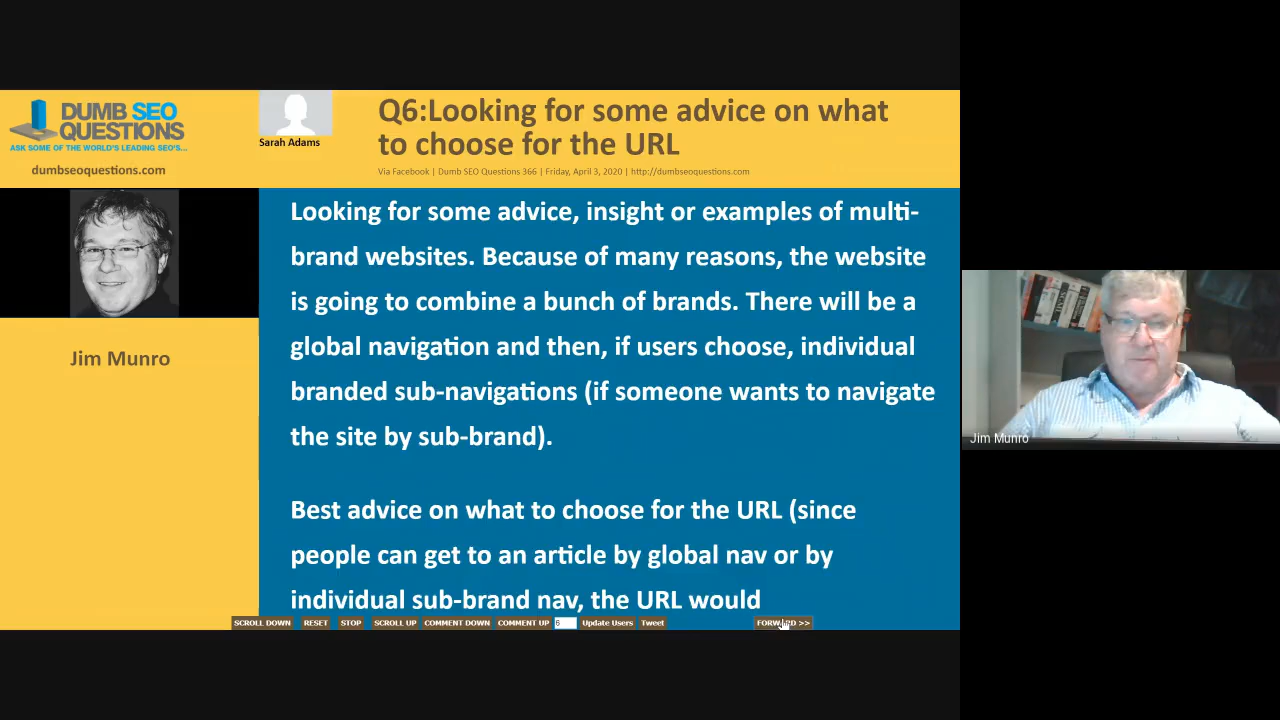 DUMB SEO
QUESTIONS
ASK SOME OF THE WORLD'S LEADING SEO'S...
dumbseoquestions.com
Sarah Adams
Q6:Looking for some advice on what
to choose for the URL
Via Facebook | Dumb SEO Questions 366 | Friday, April 3, 2020 | http://dumbseoquestions.com
Jim Munro
Looking for some advice, insight or examples of multi-
brand websites. Because of many reasons, the website
is going to combine a bunch of brands. There will be a
global navigation and then, if users choose, individual
branded sub-navigations (if someone wants to navigate
the site by sub-brand).
Best advice on what to choose for the URL (since
people can get to an article by global nav or by
individual sub-brand nav, the URL would
SCROLL DOWN RESET STOP SCROLL UP COMMENT DOWN COMMENT UP 6 Update Users Tweet FORWARD >>
Jim Munro